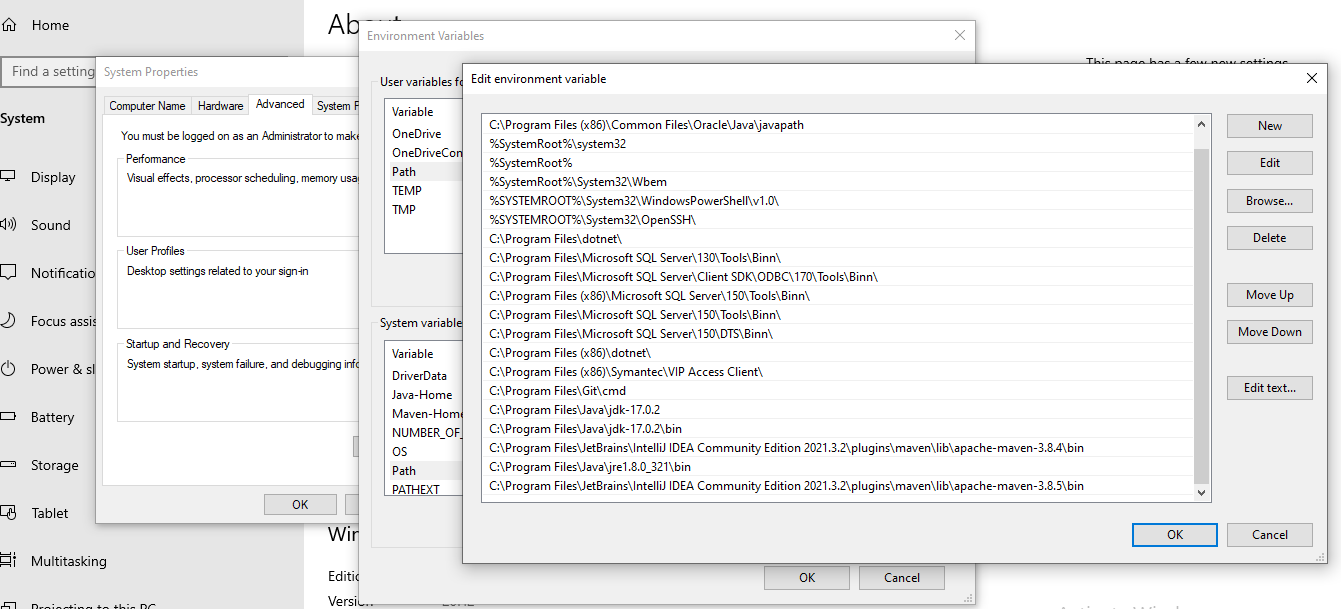 Home
Find a setting
System
Display
Sound
Notificatio
Focus assis
Power & sl
Battery
Storage
Tablet
Multitasking
Projecting to this PC
About
This page has a few new settings
Edition
Version
System Properties
Computer Name
Hardware
Advanced
System P
You must be logged on as an Administrator to make
Performance
Visual effects, processor scheduling, memory usag
User Profiles
Desktop settings related to your sign-in
Startup and Recovery
System startup, system failure, and debugging info
OK
Environment Variables
User variables fo
Variable
OneDrive
OneDriveCon
Path
TEMP
TMP
System variable
Variable
DriverData
Java-Home
Maven-Home
NUMBER_OF_
OS
Path
PATHEXT
OK
Cancel
Edit environment variable
C:\Program Files (x86)\Common Files\Oracle\Java\javapath
%SystemRoot%\system32
%SystemRoot%
%SystemRoot%\System32\Wbem
%SYSTEMROOT%\System32\WindowsPowerShell\v1.0\
%SYSTEMROOT%\System32\OpenSSH\
C:\Program Files\dotnet\
C:\Program Files\Microsoft SQL Server\130\Tools\Binn\
C:\Program Files\Microsoft SQL Server\Client SDK\ODBC\170\Tools\Binn\
C:\Program Files (x86)\Microsoft SQL Server\150\Tools\Binn\
C:\Program Files\Microsoft SQL Server\150\Tools\Binn\
C:\Program Files\Microsoft SQL Server\150\DTS\Binn\
C:\Program Files (x86)\dotnet\
C:\Program Files (x86)\Symantec\VIP Access Client\
C:\Program Files\Git\cmd
C:\Program Files\Java\jdk-17.0.2
C:\Program Files\Java\jdk-17.0.2\bin
C:\Program Files\JetBrains\IntelliJ IDEA Community Edition 2021.3.2\plugins\maven\lib\apache-maven-3.8.4\bin
C:\Program Files\Java\jre1.8.0_321\bin
C:\Program Files\JetBrains\IntelliJ IDEA Community Edition 2021.3.2\plugins\maven\lib\apache-maven-3.8.5\bin
New
Edit
Browse...
Delete
Move Up
Move Down
Edit text...
OK
Cancel